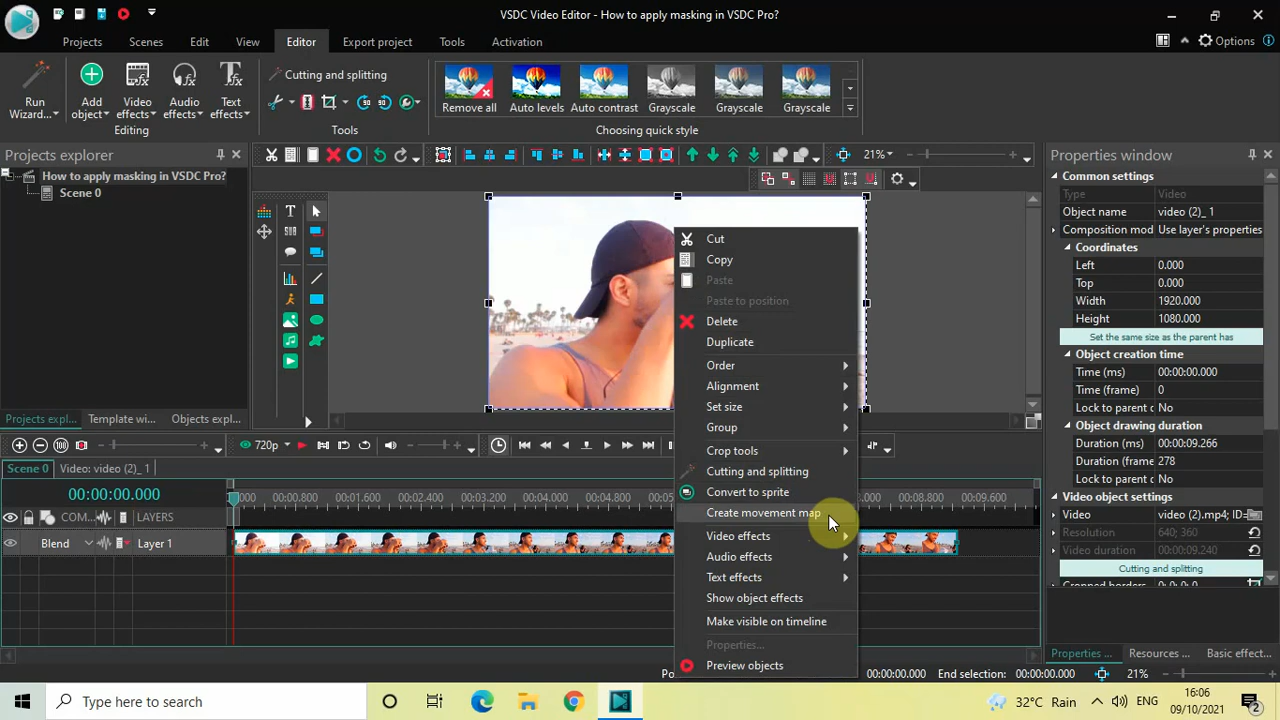 VSDC Video Editor - How to apply masking in VSDC Pro?
Projects Scenes Edit View Editor Export project Tools Activation
Options
Run Wizard...
Add object
Video effects
Audio effects
Text effects
Editing
Cutting and splitting
Tools
Remove all Auto levels Auto contrast Grayscale Grayscale Grayscale
Choosing quick style
Projects explorer
How to apply masking in VSDC Pro?
Scene 0
21%
Cut
Copy
Paste
Paste to position
Delete
Duplicate
Order
Alignment
Set size
Group
Crop tools
Cutting and splitting
Convert to sprite
Create movement map
Video effects
Audio effects
Text effects
Show object effects
Make visible on timeline
Properties...
Preview objects
Properties window
Common settings
Type Video
Object name video (2)_ 1
Composition mod Use layer's properties
Coordinates
Left 0.000
Top 0.000
Width 1920.000
Height 1080.000
Set the same size as the parent has
Object creation time
Time (ms) 00:00:00.000
Time (frame) 0
Lock to parent c No
Object drawing duration
Duration (ms) 00:00:09.266
Duration (frame) 278
Lock to parent c No
Video object settings
Video video (2).mp4; ID=
Resolution 640; 360
Video duration 00:00:09.240
Cutting and splitting
Cropped borders 0; 0; 0; 0
Properties ... Resources ... Basic effect...
Projects expl... Template wi... Objects expl...
720p
Scene 0 Video: video (2)_ 1
00:00:00.000
000 00:00.800 00:01.600 00:02.400 00:03.200 00:04.000 00:04.800 00:08.800 00:09.600
COM... LAYERS
Blend Layer 1
00:00:00.000 End selection: 00:00:00.000 21%
Type here to search
32°C Rain
ENG
16:06
09/10/2021
2